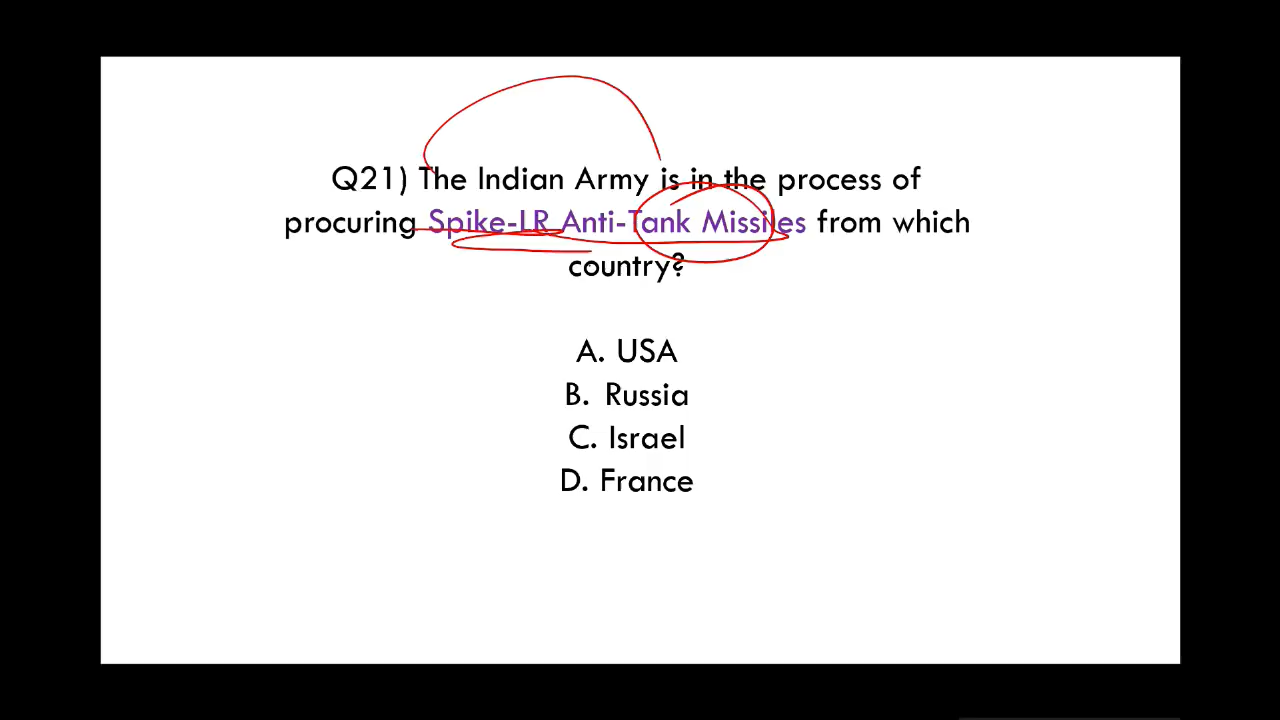 Q21) The Indian Army is in the process of
procuring Spike-LR Anti-Tank Missiles from which
country?
A. USA
B. Russia
C. Israel
D. France